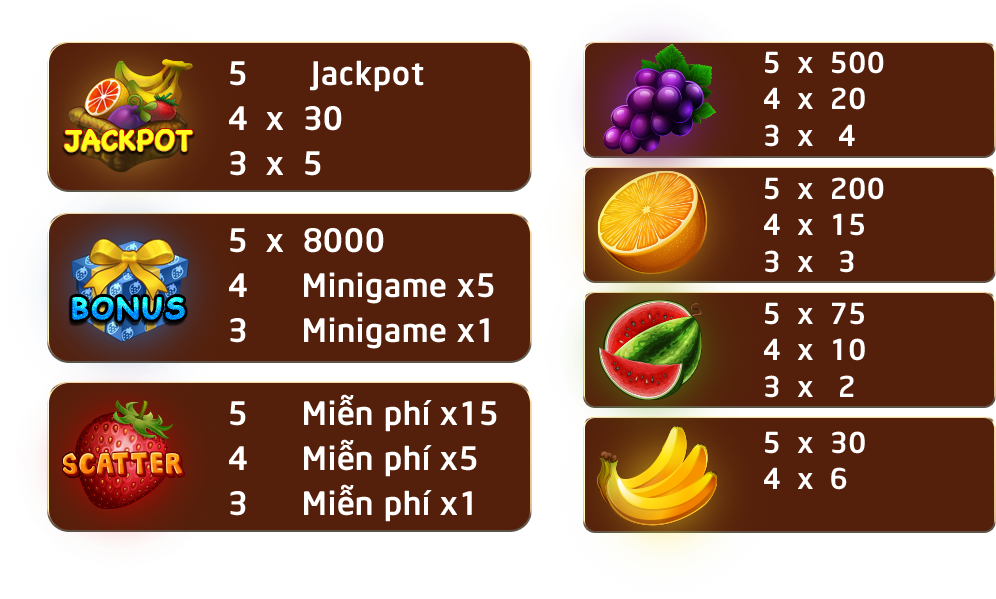 JACKPOT
5 Jackpot
4 x 30
3 x 5
BONUS
5 x 8000
4 Minigame x5
3 Minigame x1
SCATTER
5 Miễn phí x15
4 Miễn phí x5
3 Miễn phí x1
5 x 500
4 x 20
3 x 4
5 x 200
4 x 15
3 x 3
5 x 75
4 x 10
3 x 2
5 x 30
4 x 6